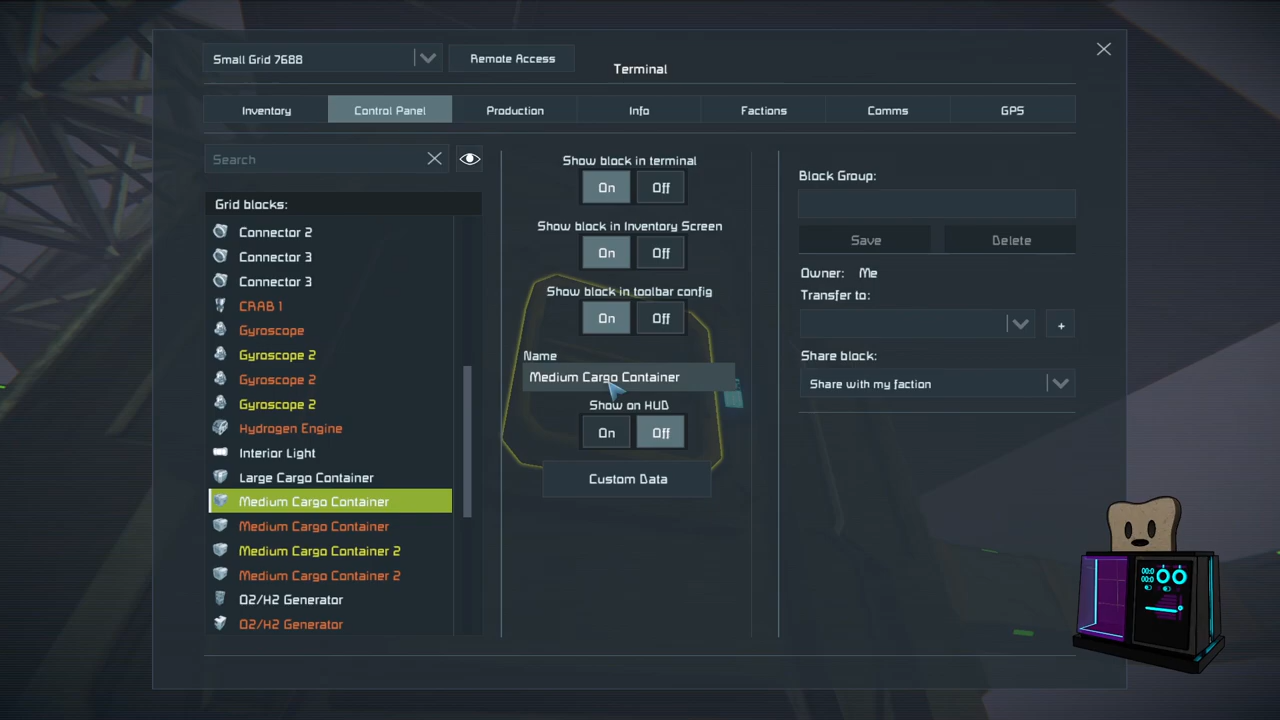 Small Grid 7688
Remote Access
Terminal
Inventory
Control Panel
Production
Info
Factions
Comms
GPS
Search
Grid blocks:
Connector 2
Connector 3
Connector 3
CRAB 1
Gyroscope
Gyroscope 2
Gyroscope 2
Gyroscope 2
Hydrogen Engine
Interior Light
Large Cargo Container
Medium Cargo Container
Medium Cargo Container
Medium Cargo Container 2
Medium Cargo Container 2
O2/H2 Generator
O2/H2 Generator
Show block in terminal
On Off
Show block in Inventory Screen
On Off
Show block in toolbar config
On Off
Name
Medium Cargo Container
Show on HUD
On Off
Custom Data
Block Group:
Save Delete
Owner: Me
Transfer to:
+
Share block:
Share with my faction
00:0
00:0